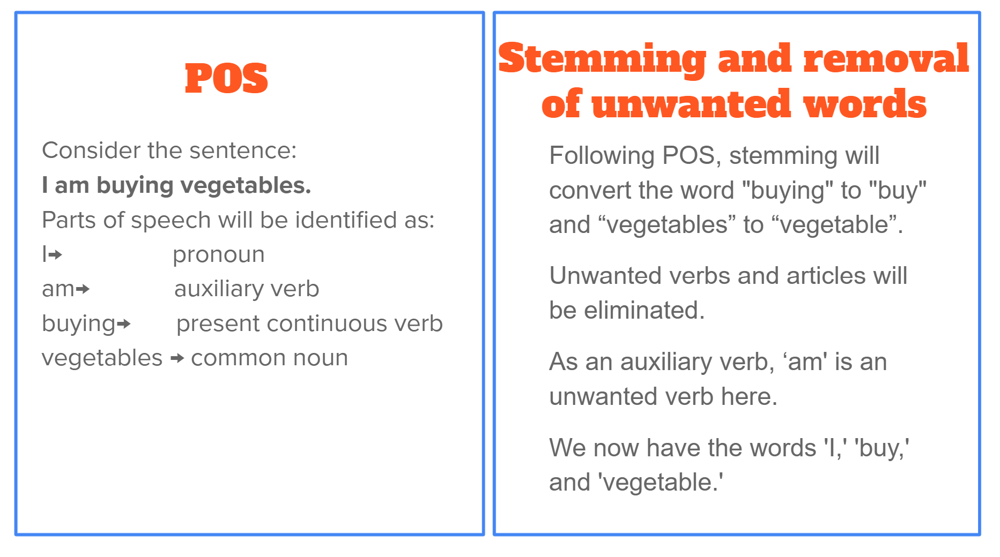 POS
Consider the sentence:
I am buying vegetables.
Parts of speech will be identified as:
I➞ pronoun
am➞ auxiliary verb
buying➞ present continuous verb
vegetables ➞ common noun
Stemming and removal
of unwanted words
Following POS, stemming will
convert the word "buying" to "buy"
and “vegetables” to “vegetable”.
Unwanted verbs and articles will
be eliminated.
As an auxiliary verb, ‘am' is an
unwanted verb here.
We now have the words 'I,' 'buy,'
and 'vegetable.'